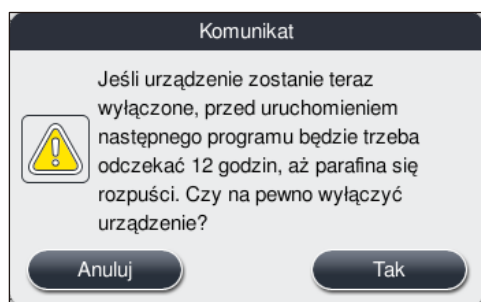 Komunikat
Jeśli urządzenie zostanie teraz
wyłączone, przed uruchomieniem
następnego programu będzie trzeba
odczekać 12 godzin, aż parafina się
rozpuści. Czy na pewno wyłączyć
urządzenie?
Anuluj
Tak